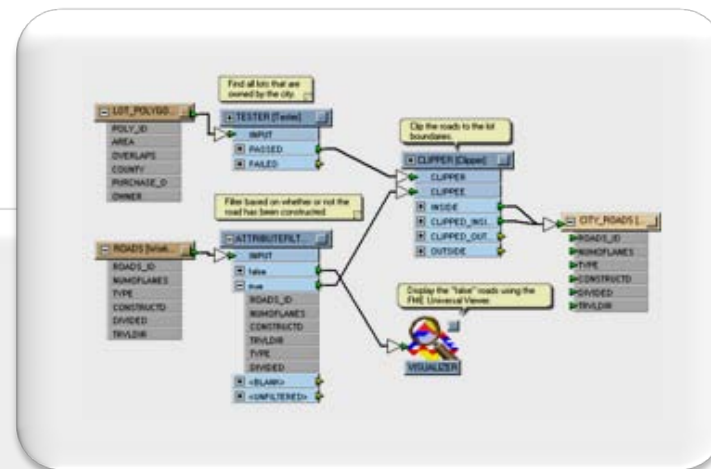 Find all lots that are
owned by the city.
LOT_POLYGO...
POLY_ID
AREA
OVERLAPS
COUNTY
PURCHASE_D
OWNER
TESTER [Tester]
INPUT
PASSED
FAILED
Clip the roads to the lot
boundaries.
CLIPPER [Clipper]
CLIPPER
CLIPPEE
INSIDE
CLIPPED_INSI...
CLIPPED_OUT...
OUTSIDE
Filter based on whether or not the
road has been constructed.
ROADS
ROADS_ID
NUMOFLANES
TYPE
CONSTRUCTD
DIVIDED
TRVLDIR
ATTRIBUTEFILT...
INPUT
false
true
ROADS_ID
NUMOFLANES
CONSTRUCTD
TRVLDIR
TYPE
DIVIDED
<BLANK>
<UNFILTERED>
CITY_ROADS [...
ROADS_ID
NUMOFLANES
TYPE
CONSTRUCTD
DIVIDED
TRVLDIR
Display the "false" roads using the
FME Universal Viewer.
VISUALIZER